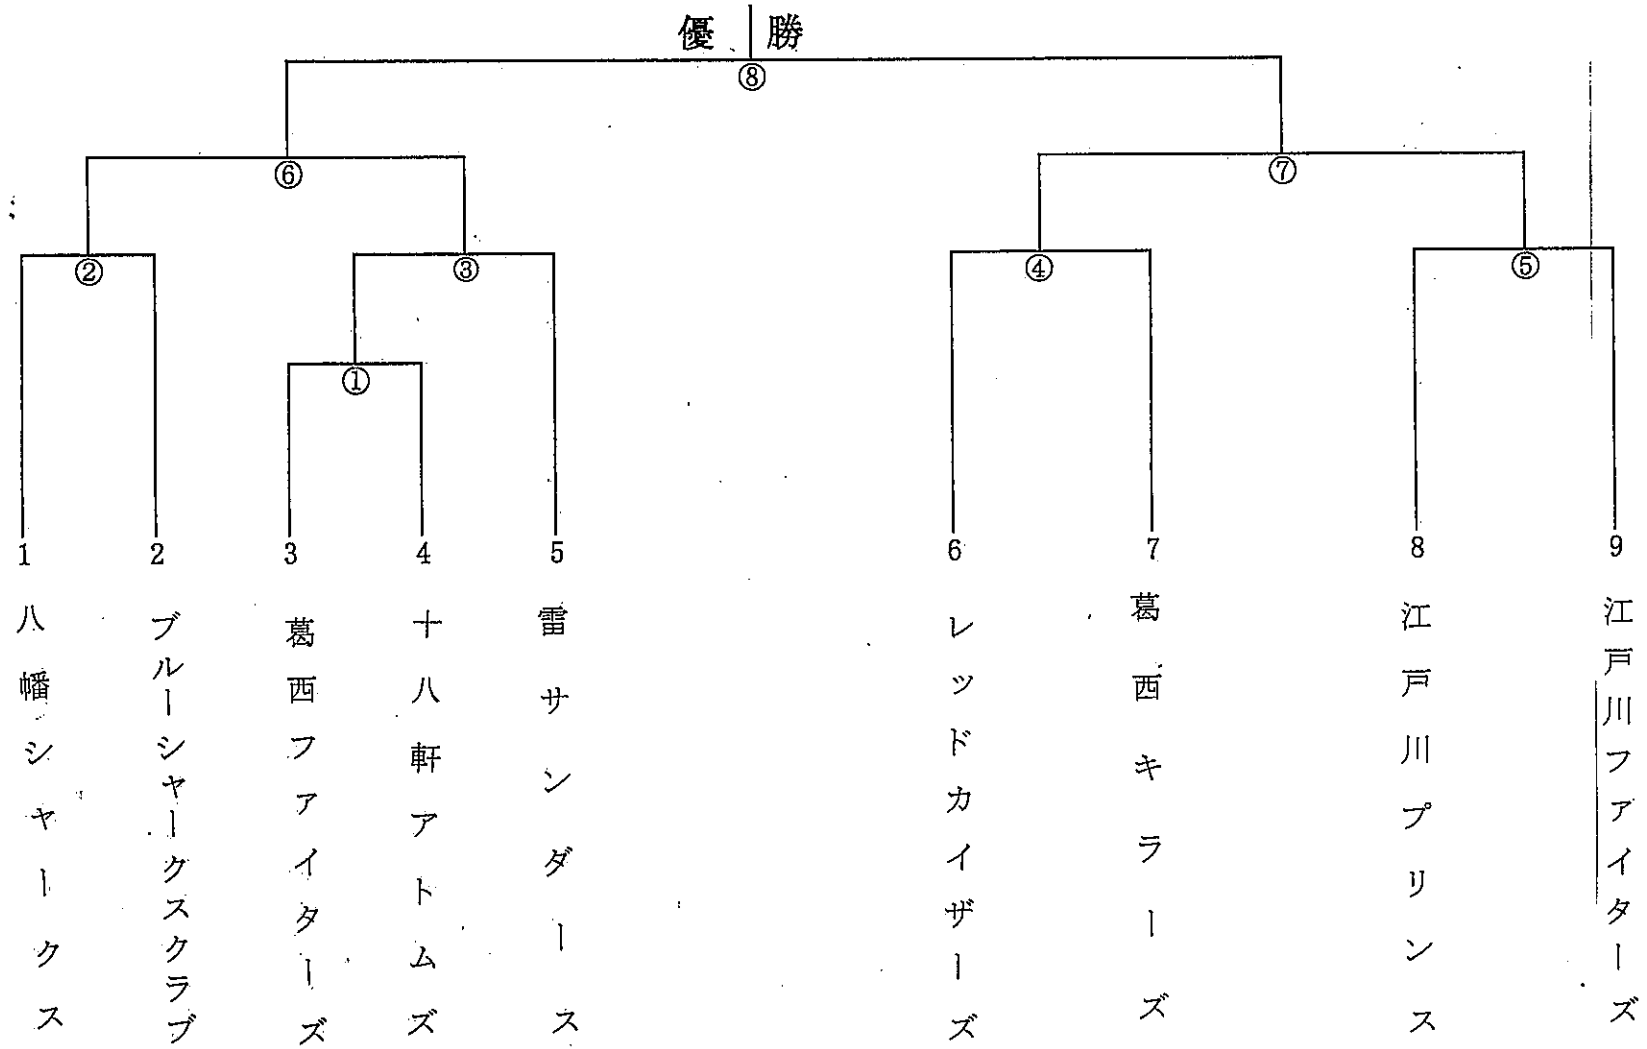 優勝
⑧
⑥
⑦
②
③
④
⑤
①
1
2
3
4
5
6
7
8
9
八幡シャークス
ブルーシャークスクラブ
葛西ファイターズ
十八軒アトムズ
雷サンダース
レッドカイザーズ
葛西キラーズ
江戸川プリンス
江戸川ファイターズ